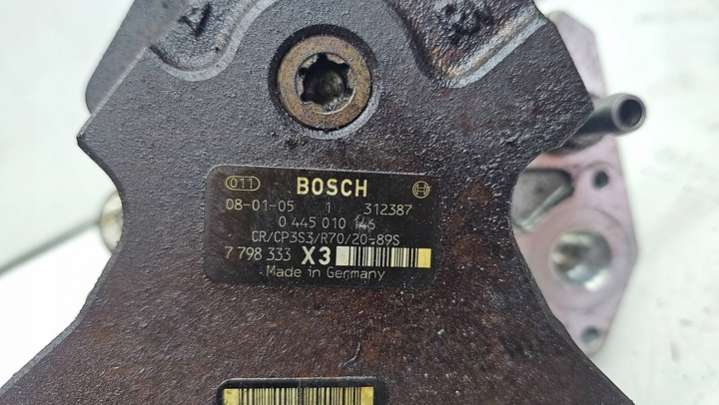 011 BOSCH
08-01-05 1 312387
0 445 010 146
CR/CP3S3/R70/20-89S
7 798 333 X3
Made in Germany